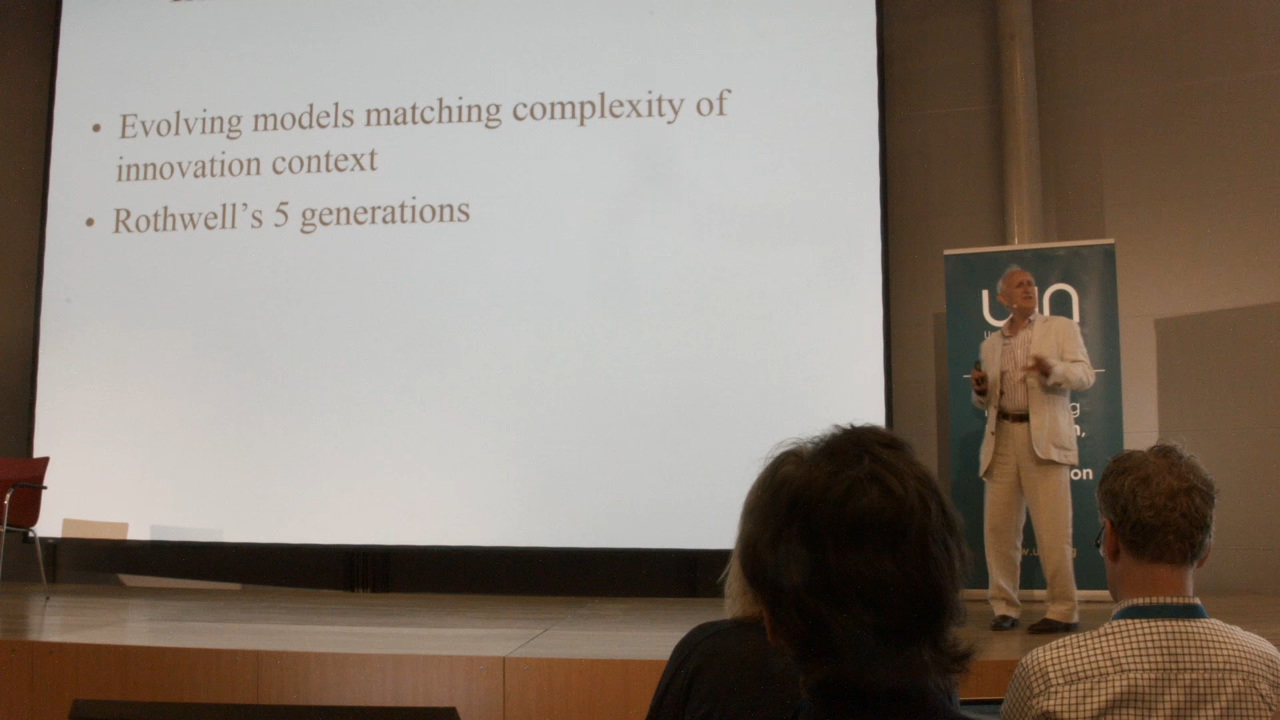 • Evolving models matching complexity of
innovation context
• Rothwell’s 5 generations